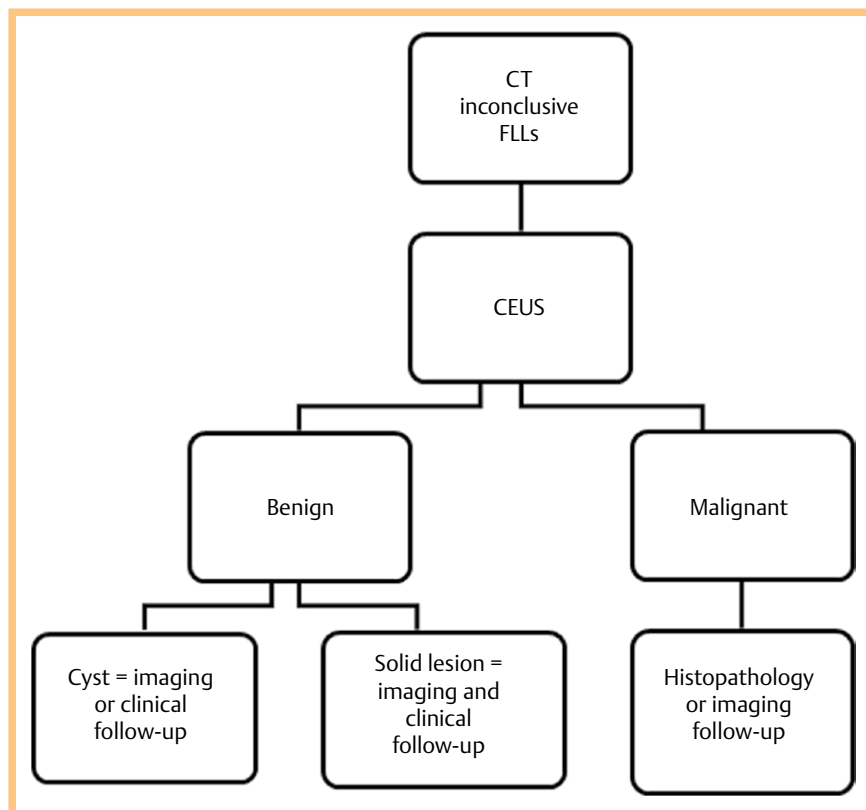 CT
inconclusive
FLLs
CEUS
Benign
Malignant
Cyst = imaging
or clinical
follow-up
Solid lesion =
imaging and
clinical
follow-up
Histopathology
or imaging
follow-up